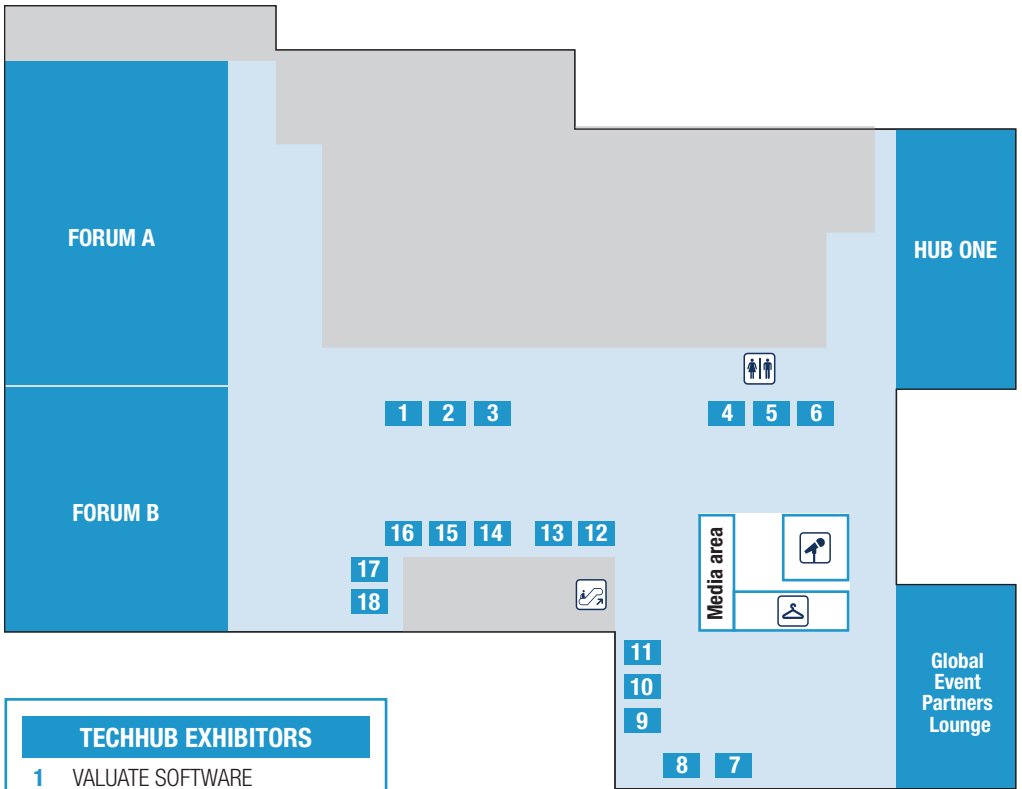 FORUM A
HUB ONE
1 2 3
4 5 6
FORUM B
16 15 14 13 12
Media area
17
18
11
10
9
8 7
Global
Event
Partners
Lounge
TECHHUB EXHIBITORS
1 VALUATE SOFTWARE